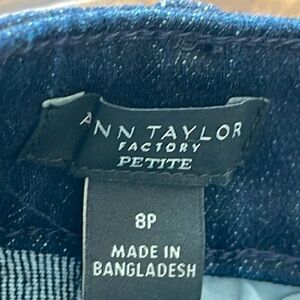 ANN TAYLOR
FACTORY
PETITE
8P
MADE IN
BANGLADESH